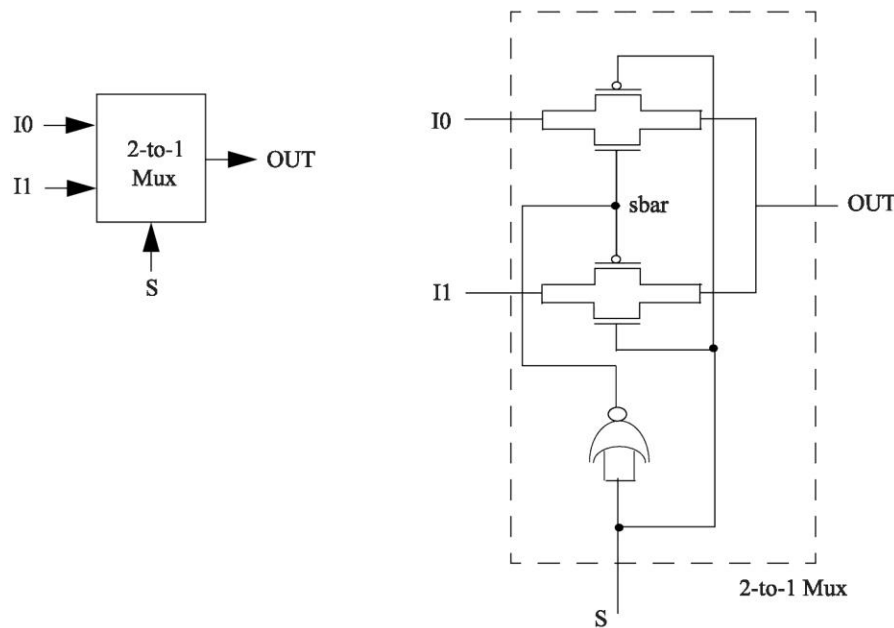 I0
I1
2-to-1
Mux
OUT
S
I0
sbar
OUT
I1
2-to-1 Mux
S